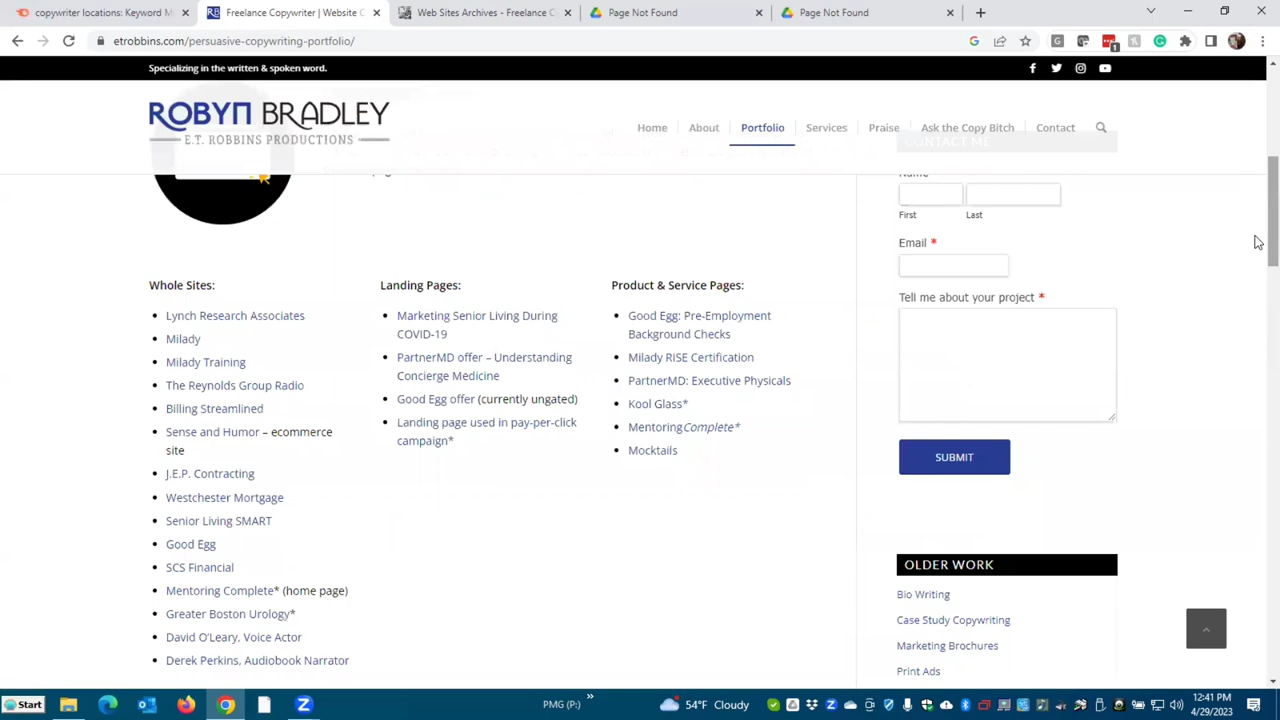 copywriter locations: Keyword M
Freelance Copywriter | Website C
Web Sites Archives - Freelance C
Page Not Found
Page Not Found
etrobbins.com/persuasive-copywriting-portfolio/
1
Specializing in the written & spoken word.
ROBYN BRADLEY
E.T. ROBBINS PRODUCTIONS
Home
About
Portfolio
Services
Praise
Ask the Copy Bitch
Contact
CONTACT ME
Name
First
Last
Email *
Tell me about your project *
SUBMIT
Whole Sites:
Lynch Research Associates
Milady
Milady Training
The Reynolds Group Radio
Billing Streamlined
Sense and Humor – ecommerce
site
J.E.P. Contracting
Westchester Mortgage
Senior Living SMART
Good Egg
SCS Financial
Mentoring Complete* (home page)
Greater Boston Urology*
David O'Leary, Voice Actor
Derek Perkins, Audiobook Narrator
Landing Pages:
Marketing Senior Living During
COVID-19
PartnerMD offer – Understanding
Concierge Medicine
Good Egg offer (currently ungated)
Landing page used in pay-per-click
campaign*
Product & Service Pages:
Good Egg: Pre-Employment
Background Checks
Milady RISE Certification
PartnerMD: Executive Physicals
Kool Glass*
MentoringComplete*
Mocktails
OLDER WORK
Bio Writing
Case Study Copywriting
Marketing Brochures
Print Ads
Start
PMG (P:)
54°F Cloudy
12:41 PM
4/29/2023